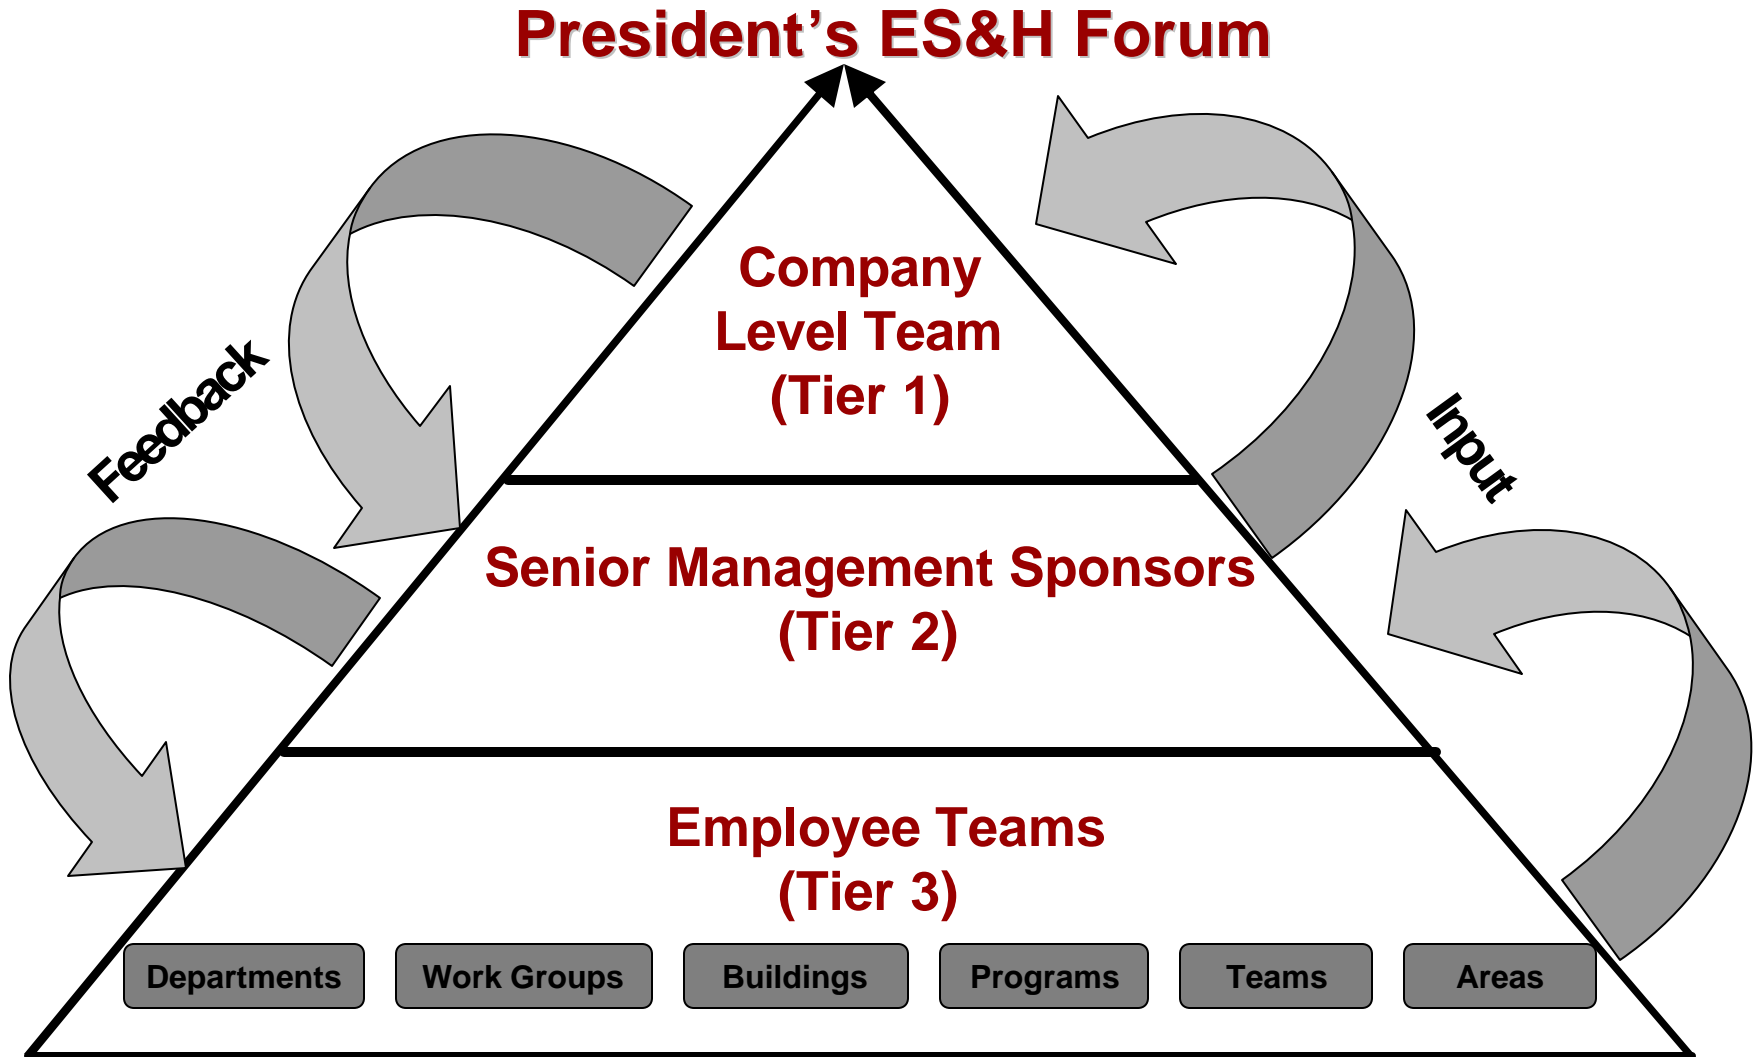 President's ES&H Forum
Company
Level Team
(Tier 1)
Feedback
Input
Senior Management Sponsors
(Tier 2)
Employee Teams
(Tier 3)
Departments
Work Groups
Buildings
Programs
Teams
Areas